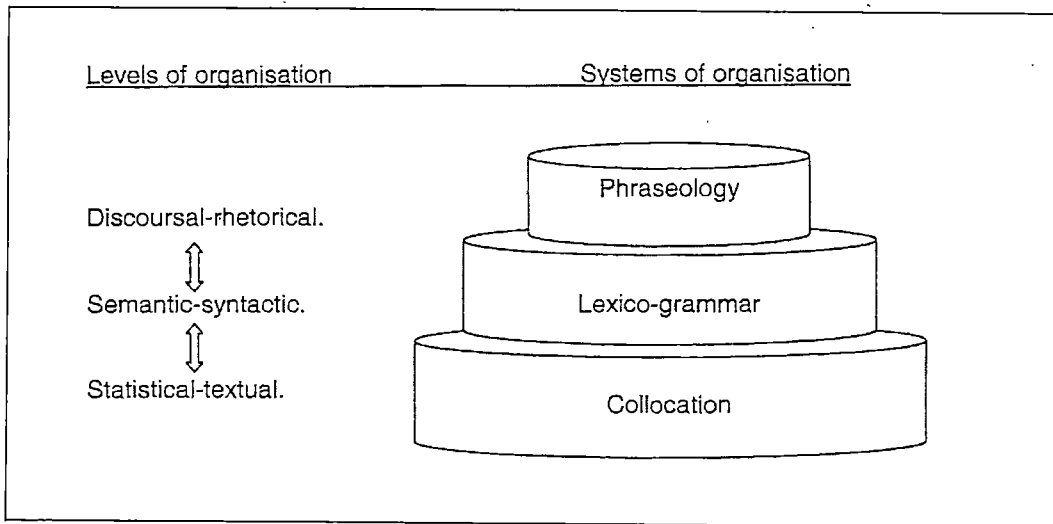 Levels of organisation Systems of organisation
Phraseology
Discoursal-rhetorical.
Semantic-syntactic. Lexico-grammar
Statistical-textual.
Collocation